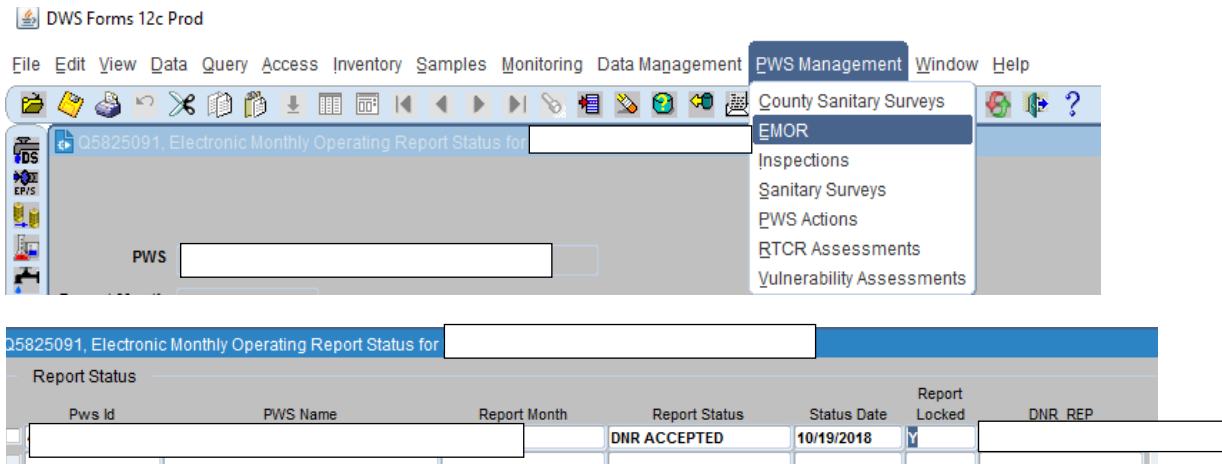 DWS Forms 12c Prod
File Edit View Data Query Access Inventory Samples Monitoring Data Management PWS Management Window Help
County Sanitary Surveys
EMOR
Inspections
Sanitary Surveys
PWS Actions
RTCR Assessments
Vulnerability Assessments
DS
EP/S
Q5825091, Electronic Monthly Operating Report Status for
PWS
Q5825091, Electronic Monthly Operating Report Status for
Report Status
Pws Id PWS Name Report Month Report Status Status Date Report Locked DNR_REP
DNR ACCEPTED 10/19/2018 Y